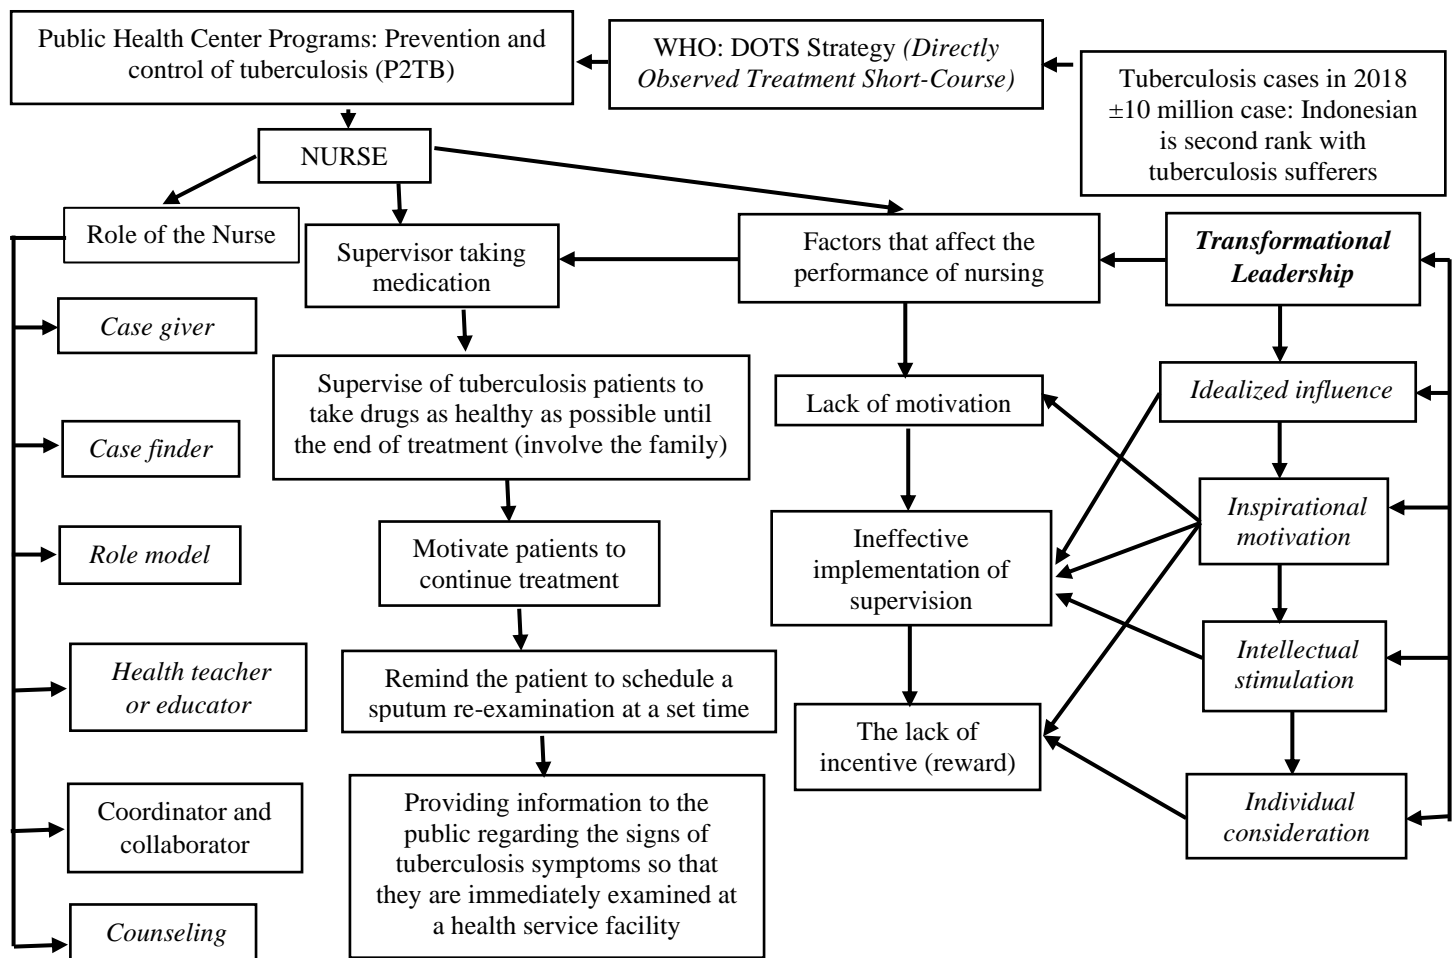 Public Health Center Programs: Prevention and
control of tuberculosis (P2TB)
WHO: DOTS Strategy (Directly
Observed Treatment Short-Course)
Tuberculosis cases in 2018
±10 million case: Indonesian
is second rank with
tuberculosis sufferers
NURSE
Role of the Nurse
Supervisor taking
medication
Factors that affect the
performance of nursing
Transformational
Leadership
Case giver
Case finder
Role model
Health teacher
or educator
Coordinator and
collaborator
Counseling
Supervise of tuberculosis patients to
take drugs as healthy as possible until
the end of treatment (involve the family)
Motivate patients to
continue treatment
Remind the patient to schedule a
sputum re-examination at a set time
Providing information to the
public regarding the signs of
tuberculosis symptoms so that
they are immediately examined at
a health service facility
Lack of motivation
Ineffective
implementation of
supervision
The lack of
incentive (reward)
Idealized influence
Inspirational
motivation
Intellectual
stimulation
Individual
consideration